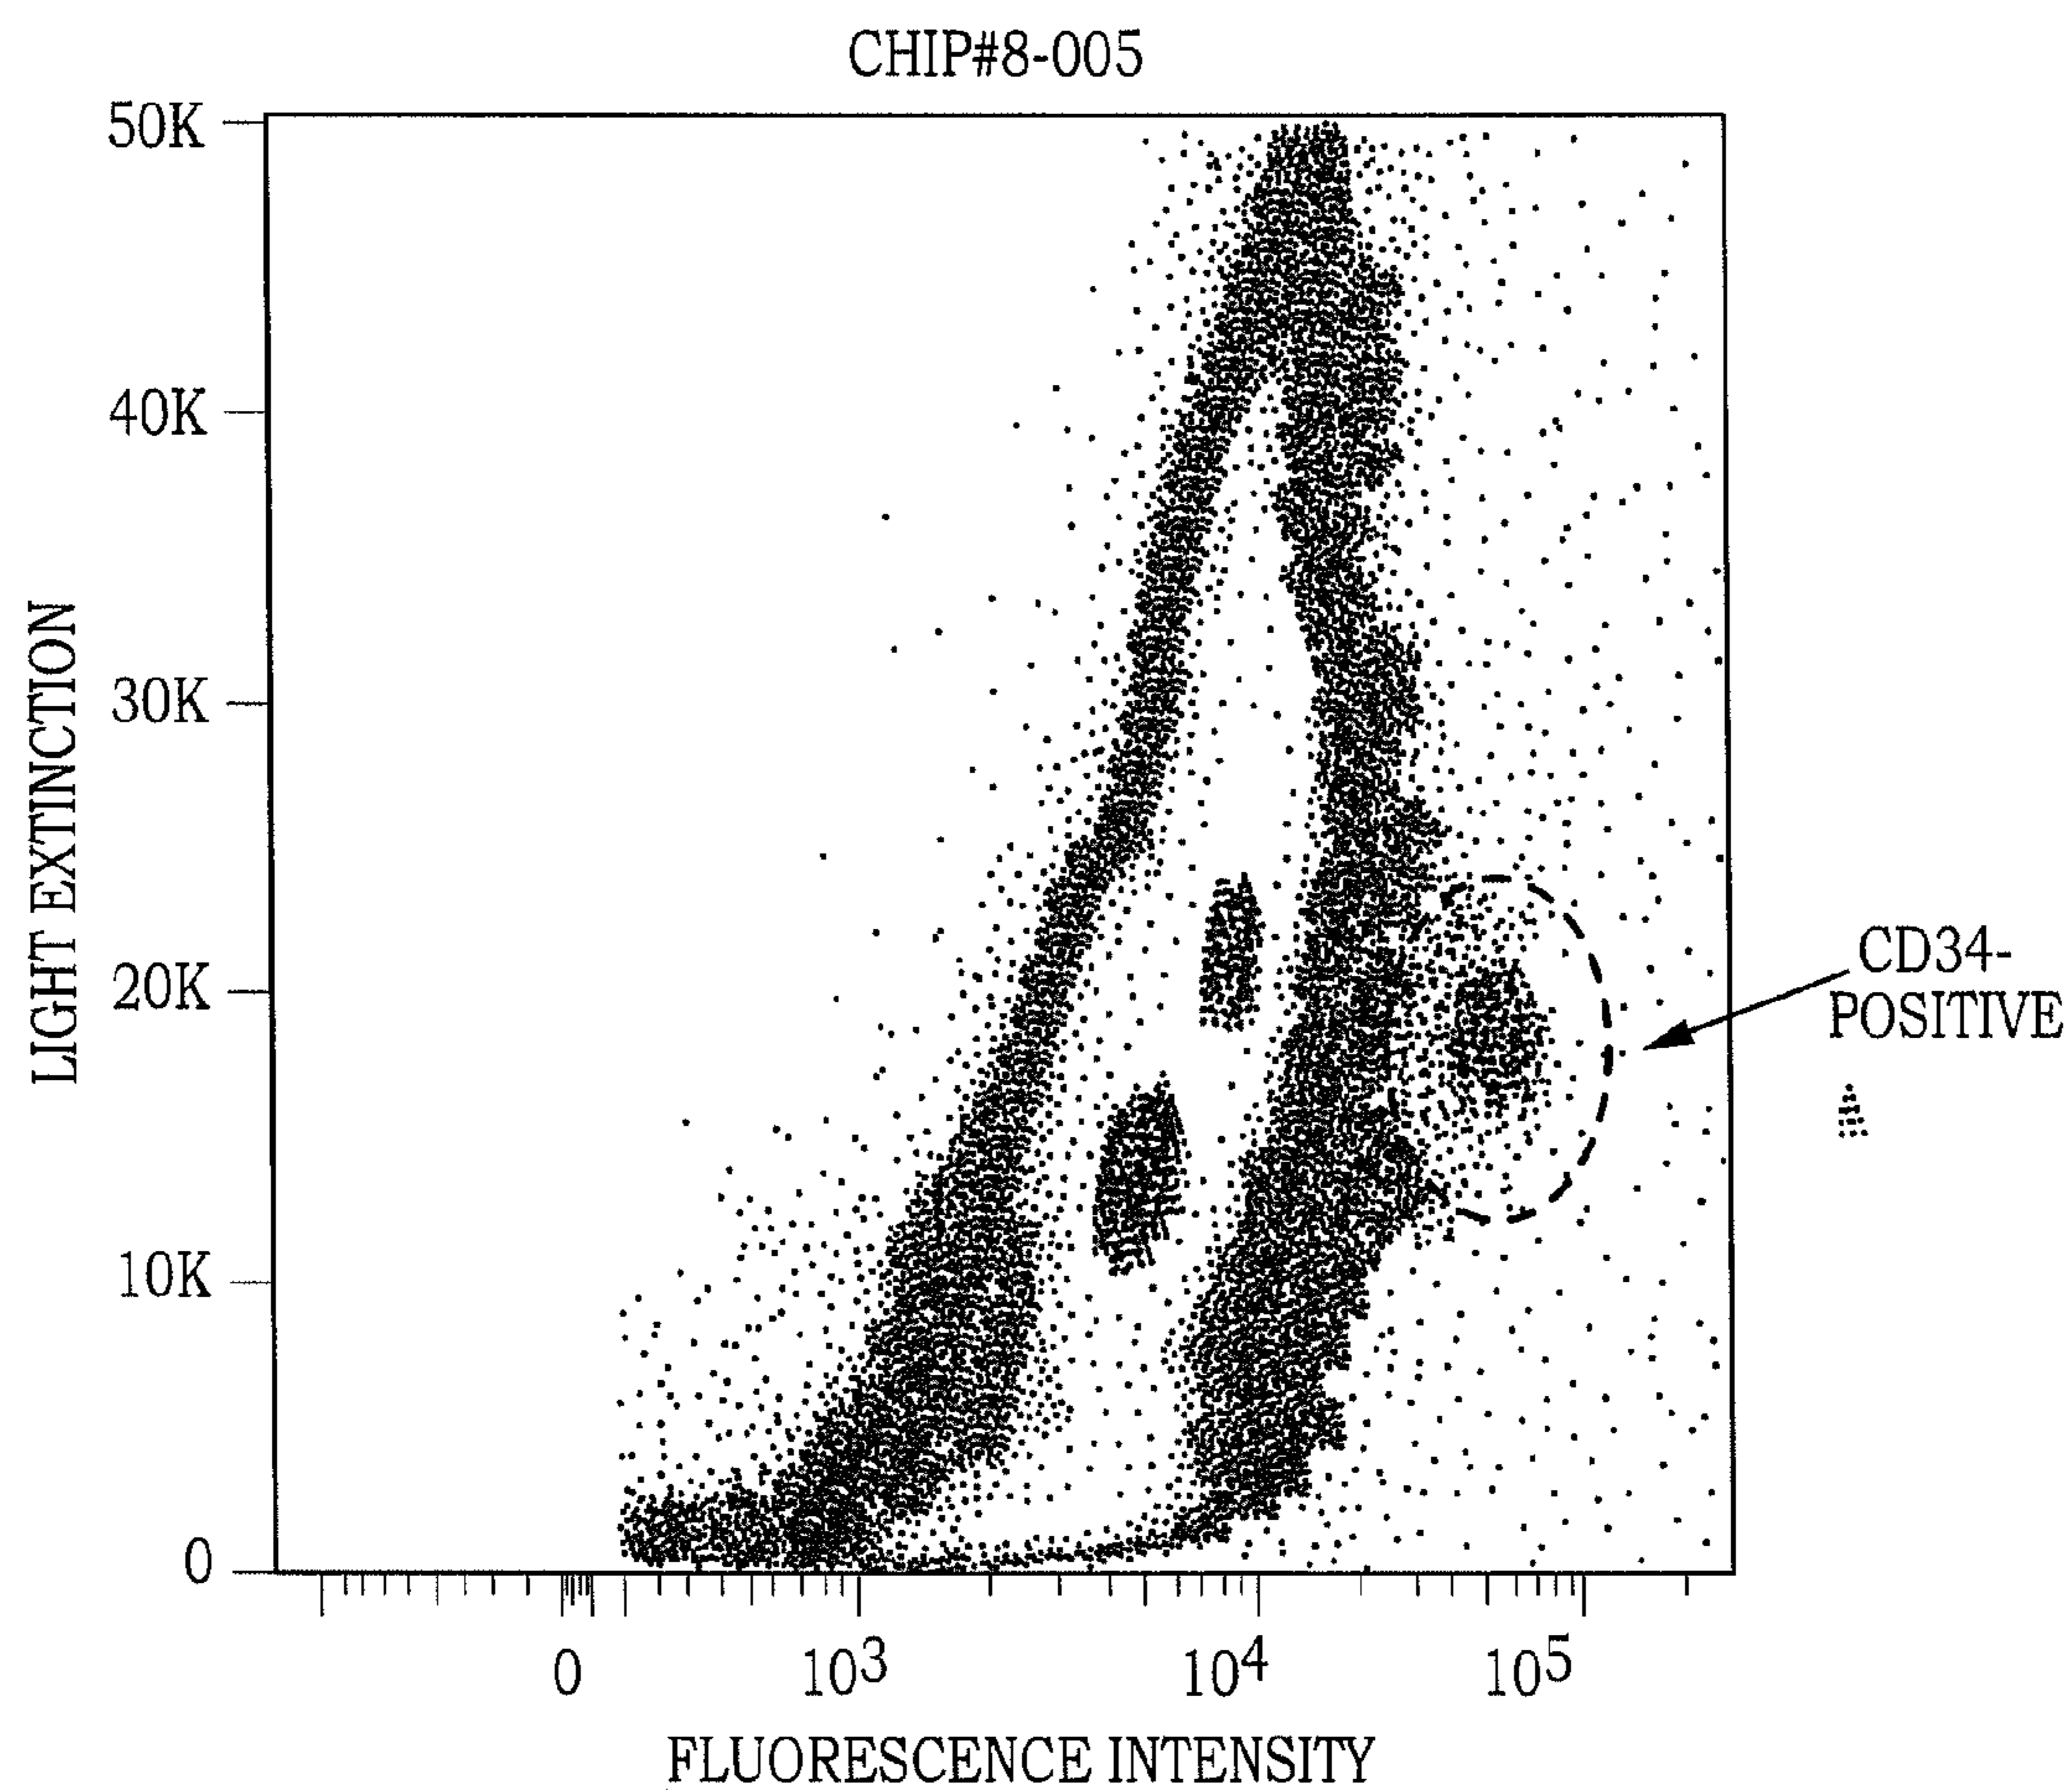 CHIP#8-005
50K
40K
30K
20K
10K
0
LIGHT EXTINCTION
CD34-
POSITIVE
0 10³ 10⁴ 10⁵
FLUORESCENCE INTENSITY